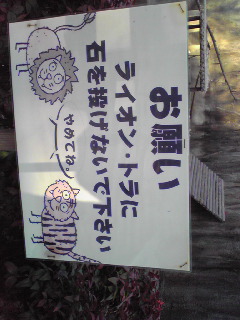 お願い
ライオン・トラに
石を投げないで下さい
やめてね。